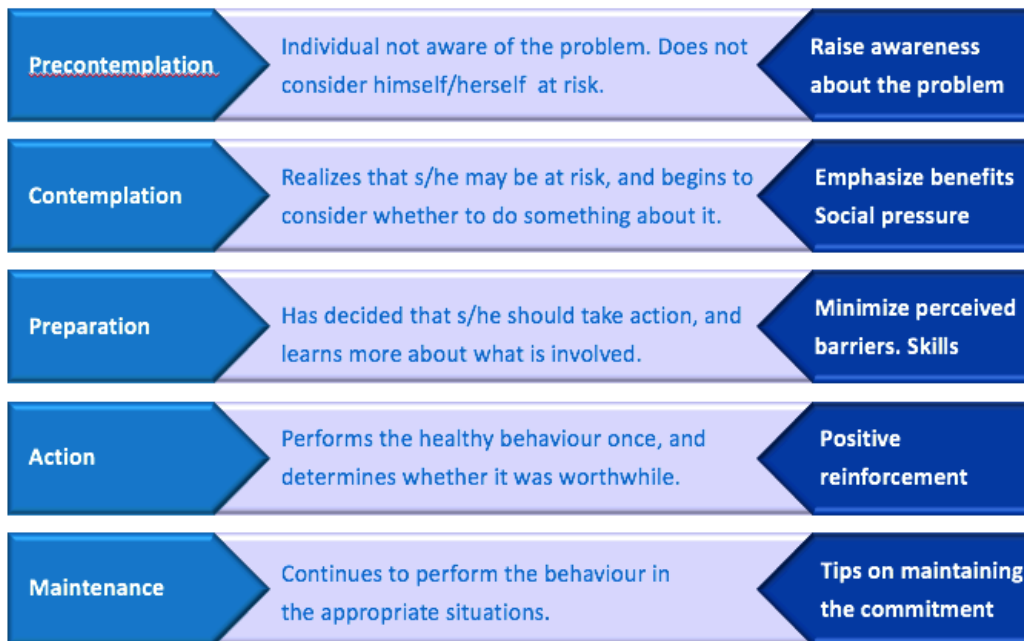 Precontemplation
Individual not aware of the problem. Does not
consider himself/herself at risk.
Raise awareness
about the problem
Contemplation
Realizes that s/he may be at risk, and begins to
consider whether to do something about it.
Emphasize benefits
Social pressure
Preparation
Has decided that s/he should take action, and
learns more about what is involved.
Minimize perceived
barriers. Skills
Action
Performs the healthy behaviour once, and
determines whether it was worthwhile.
Positive
reinforcement
Maintenance
Continues to perform the behaviour in
the appropriate situations.
Tips on maintaining
the commitment